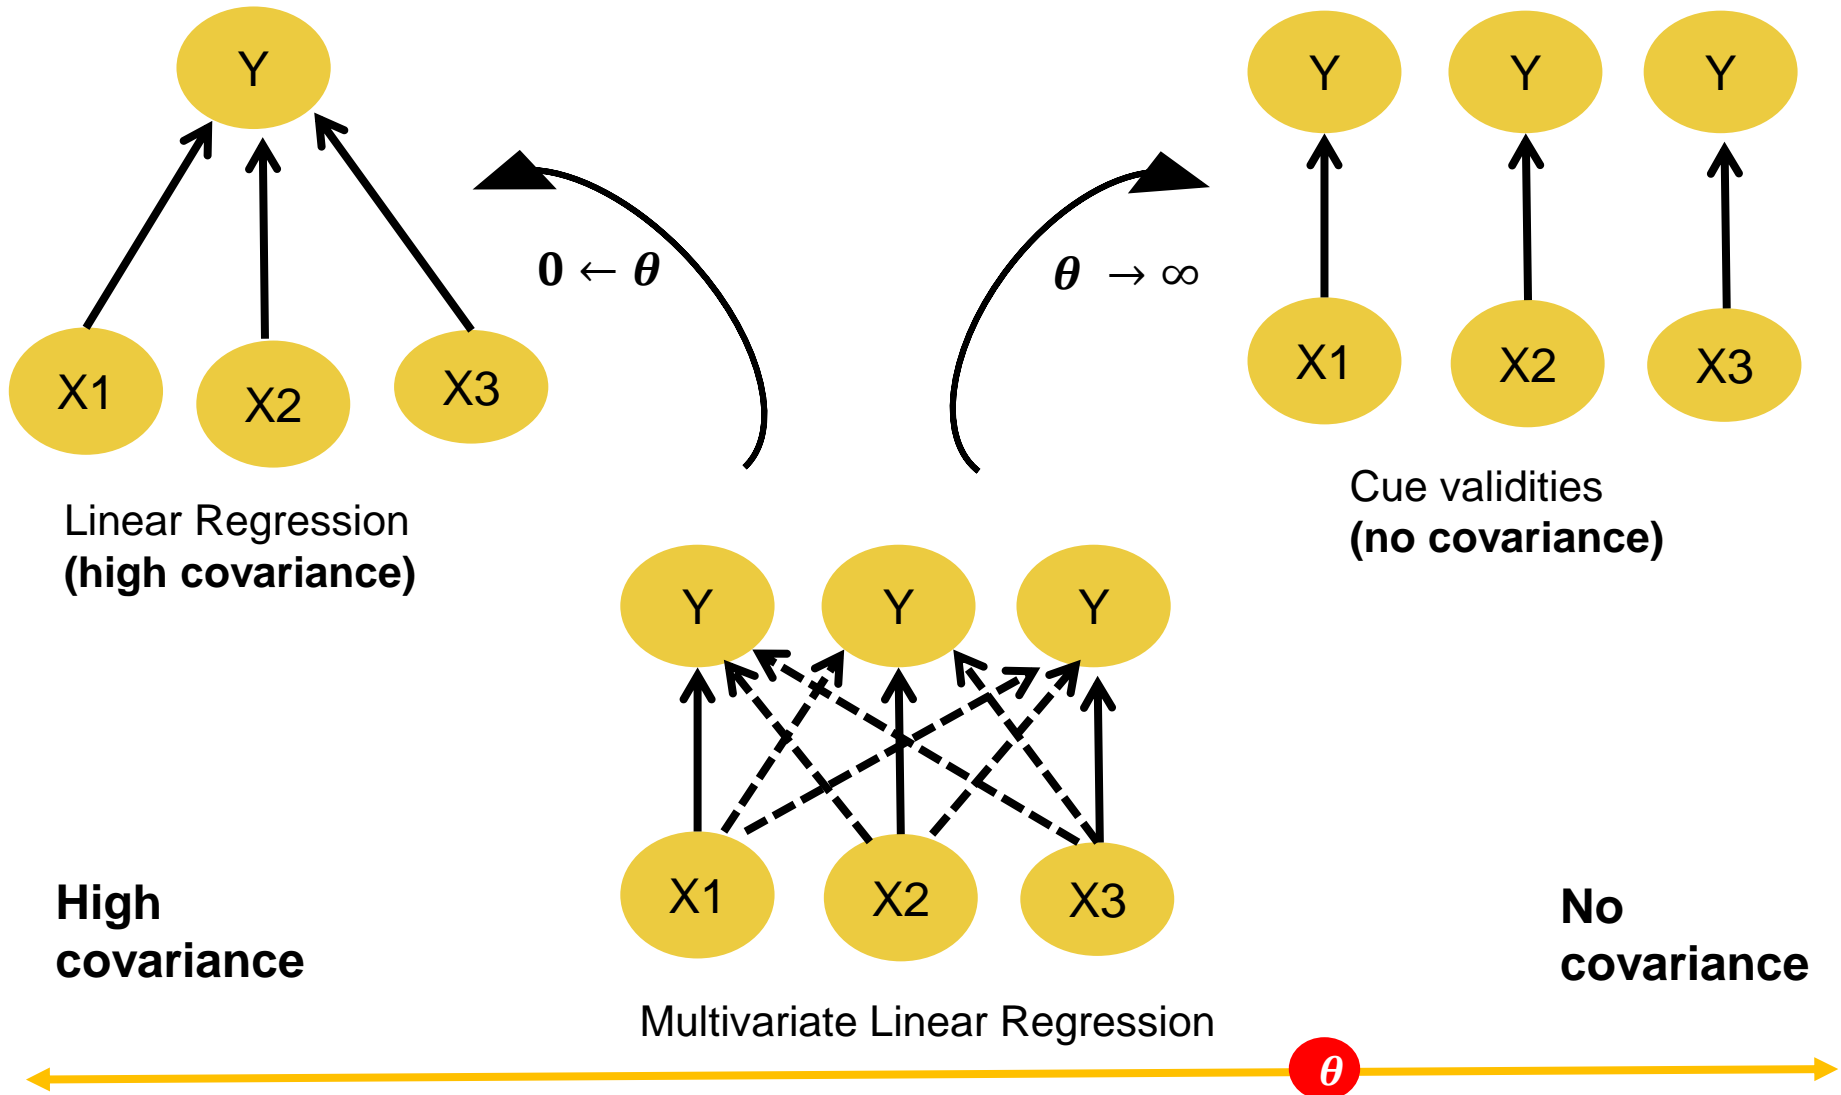 Y
X1
X2
X3
Linear Regression
(high covariance)
0 ← θ
θ → ∞
Y
Y
Y
X1
X2
X3
Cue validities
(no covariance)
Y
Y
Y
X1
X2
X3
Multivariate Linear Regression
High
covariance
No
covariance
θ